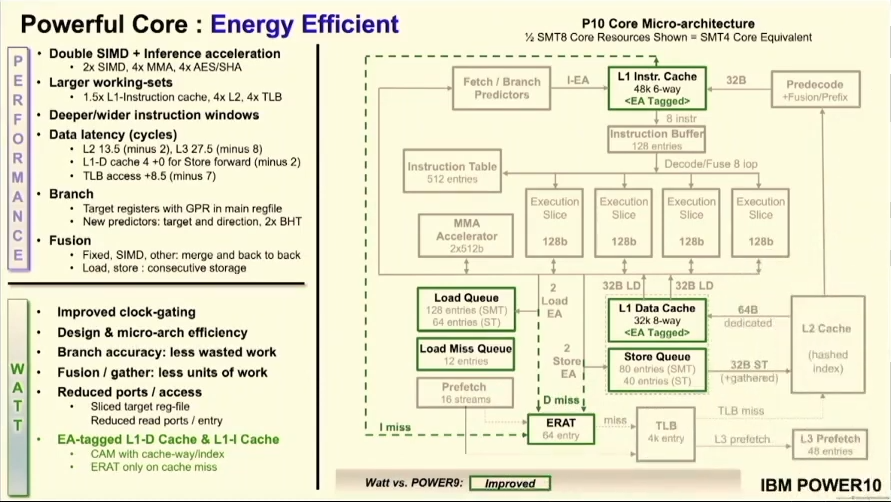 Powerful Core : Energy Efficient
PERFORMANCE
• Double SIMD + Inference acceleration
• 2x SIMD, 4x MMA, 4x AES/SHA
• Larger working-sets
• 1.5x L1-Instruction cache, 4x L2, 4x TLB
• Deeper/wider instruction windows
• Data latency (cycles)
• L2 13.5 (minus 2), L3 27.5 (minus 8)
• L1-D cache 4 +0 for Store forward (minus 2)
• TLB access +8.5 (minus 7)
• Branch
• Target registers with GPR in main regfile
• New predictors: target and direction, 2x BHT
• Fusion
• Fixed, SIMD, other: merge and back to back
• Load, store : consecutive storage
WATT
• Improved clock-gating
• Design & micro-arch efficiency
• Branch accuracy: less wasted work
• Fusion / gather: less units of work
• Reduced ports / access
• Sliced target reg-file
Reduced read ports / entry
• EA-tagged L1-D Cache & L1-I Cache
• CAM with cache-way/index
• ERAT only on cache miss
P10 Core Micro-architecture
½ SMT8 Core Resources Shown = SMT4 Core Equivalent
Fetch / Branch
Predictors
I-EA
L1 Instr. Cache
48k 6-way
<EA Tagged>
32B
Predecode
+Fusion/Prefix
8 instr
Instruction Buffer
128 entries
Decode/Fuse 8 iop
Instruction Table
512 entries
Execution
Slice
128b
Execution
Slice
128b
Execution
Slice
128b
Execution
Slice
128b
MMA
Accelerator
2x512b
Load Queue
128 entries (SMT)
64 entries (ST)
2
Load
EA
32B LD
32B LD
L1 Data Cache
32k 8-way
<EA Tagged>
64B
dedicated
L2 Cache
(hashed
index)
Load Miss Queue
12 entries
2
Store
EA
Store Queue
80 entries (SMT)
40 entries (ST)
32B ST
(+gathered)
Prefetch
16 streams
D miss
I miss
ERAT
64 entry
miss
TLB
4k entry
TLB miss
L3 prefetch
L3 Prefetch
48 entries
Watt vs. POWER9:
Improved
IBM POWER10